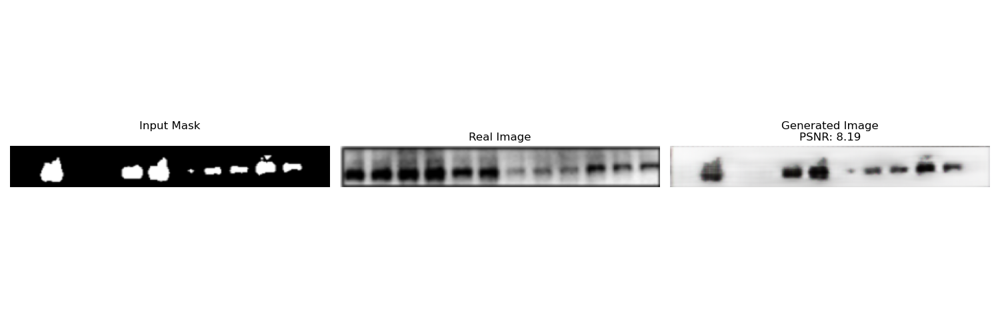 Input Mask
Real Image
Generated Image
PSNR: 8.19